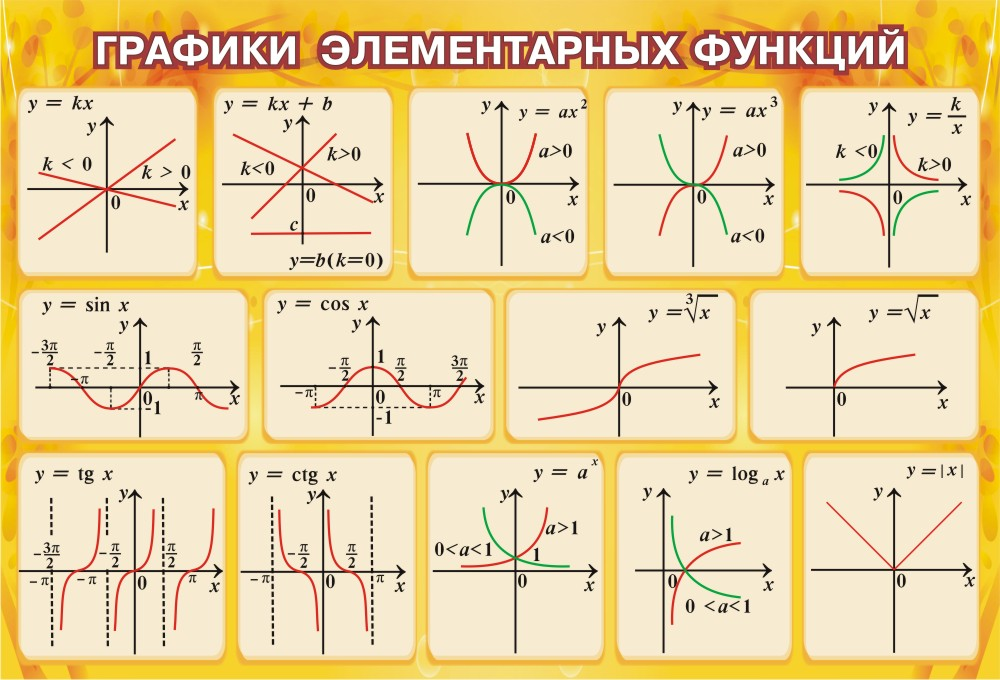 ГРАФИКИ ЭЛЕМЕНТАРНЫХ ФУНКЦИЙ
y = kx
y
k < 0
k > 0
0
x
y = kx + b
y
k<0
k>0
0
x
c
y=b(k=0)
y
y = ax²
a>0
0
x
a<0
y
y = ax³
a>0
0
x
a<0
y
y = k/x
k <0
k>0
0
x
y = sin x
y
-3π/2
-π/2
1
π/2
-π
0
π
x
-1
y = cos x
y
-π/2
1
π/2
3π/2
-π
0
π
x
-1
y = ∛x
y
0
x
y = √x
y
0
x
y = tg x
y
-3π/2
-π/2
π/2
-π
-π
0
π
x
y = ctg x
y
-π/2
π/2
-π
0
π
x
y = aˣ
y
a>1
0<a<1
1
0
x
y = logₐ x
y
a>1
0
x
0 <a<1
y=|x|
y
0
x